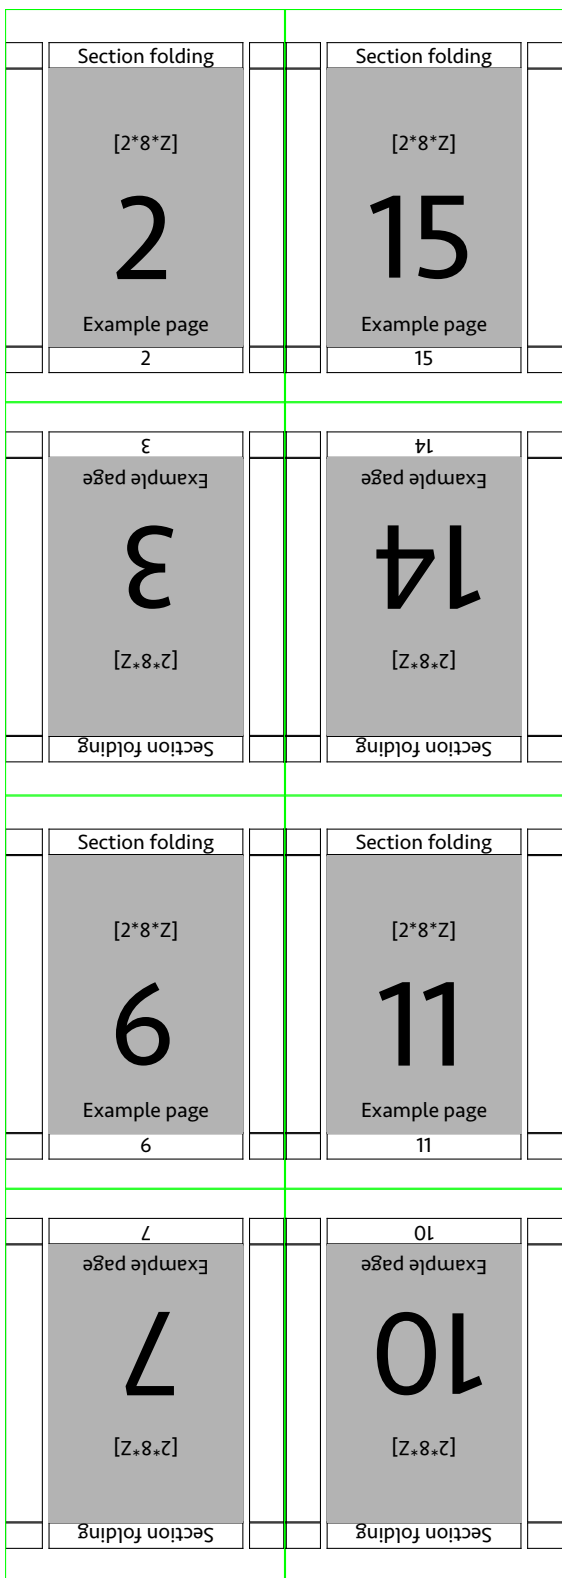 Section folding
[2*8*Z]
2
Example page
2
Section folding
[2*8*Z]
15
Example page
15
3
Example page
3
[2*8*Z]
Section folding
14
Example page
14
[2*8*Z]
Section folding
Section folding
[2*8*Z]
6
Example page
6
Section folding
[2*8*Z]
11
Example page
11
7
Example page
7
[2*8*Z]
Section folding
10
Example page
10
[2*8*Z]
Section folding